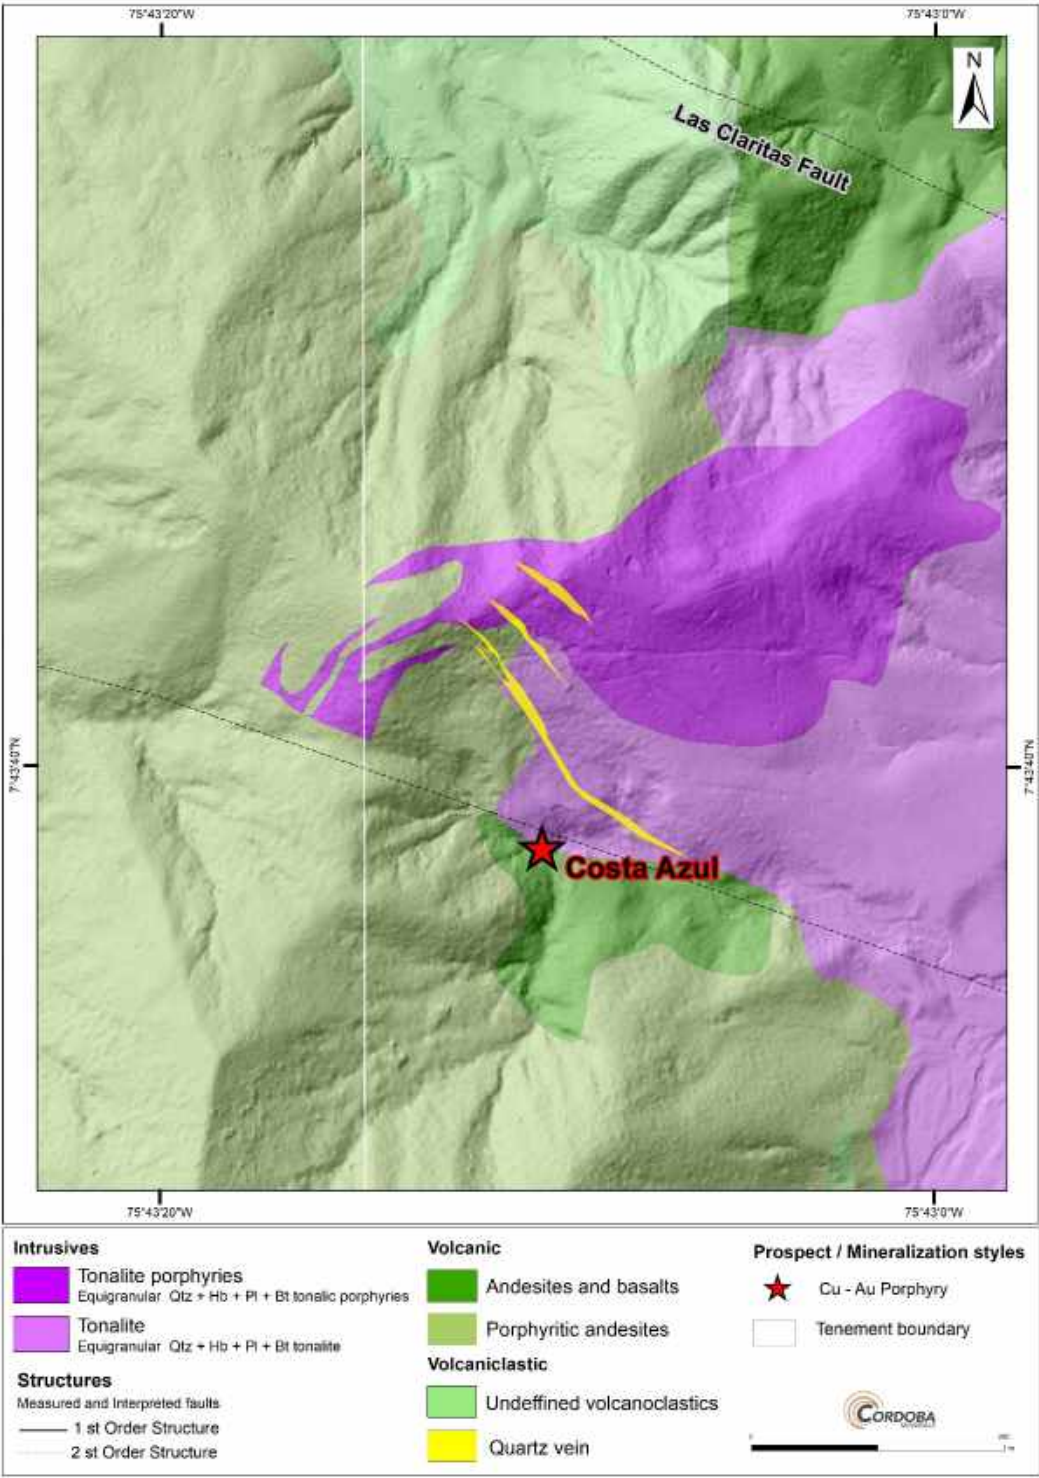 75°43'20"W
75°43'0"W
N
Las Claritas Fault
7°43'40"N
7°43'40"N
Costa Azul
75°43'20"W
75°43'0"W
Intrusives
Tonalite porphyries
Equigranular Qtz + Hb + Pl + Bt tonalic porphyries
Tonalite
Equigranular Qtz + Hb + Pl + Bt tonalite
Structures
Measured and Interpreted faults
1 st Order Structure
2 st Order Structure
Volcanic
Andesites and basalts
Porphyritic andesites
Volcaniclastic
Undeffined volcanoclastics
Quartz vein
Prospect / Mineralization styles
Cu - Au Porphyry
Tenement boundary
CORDOBA
0